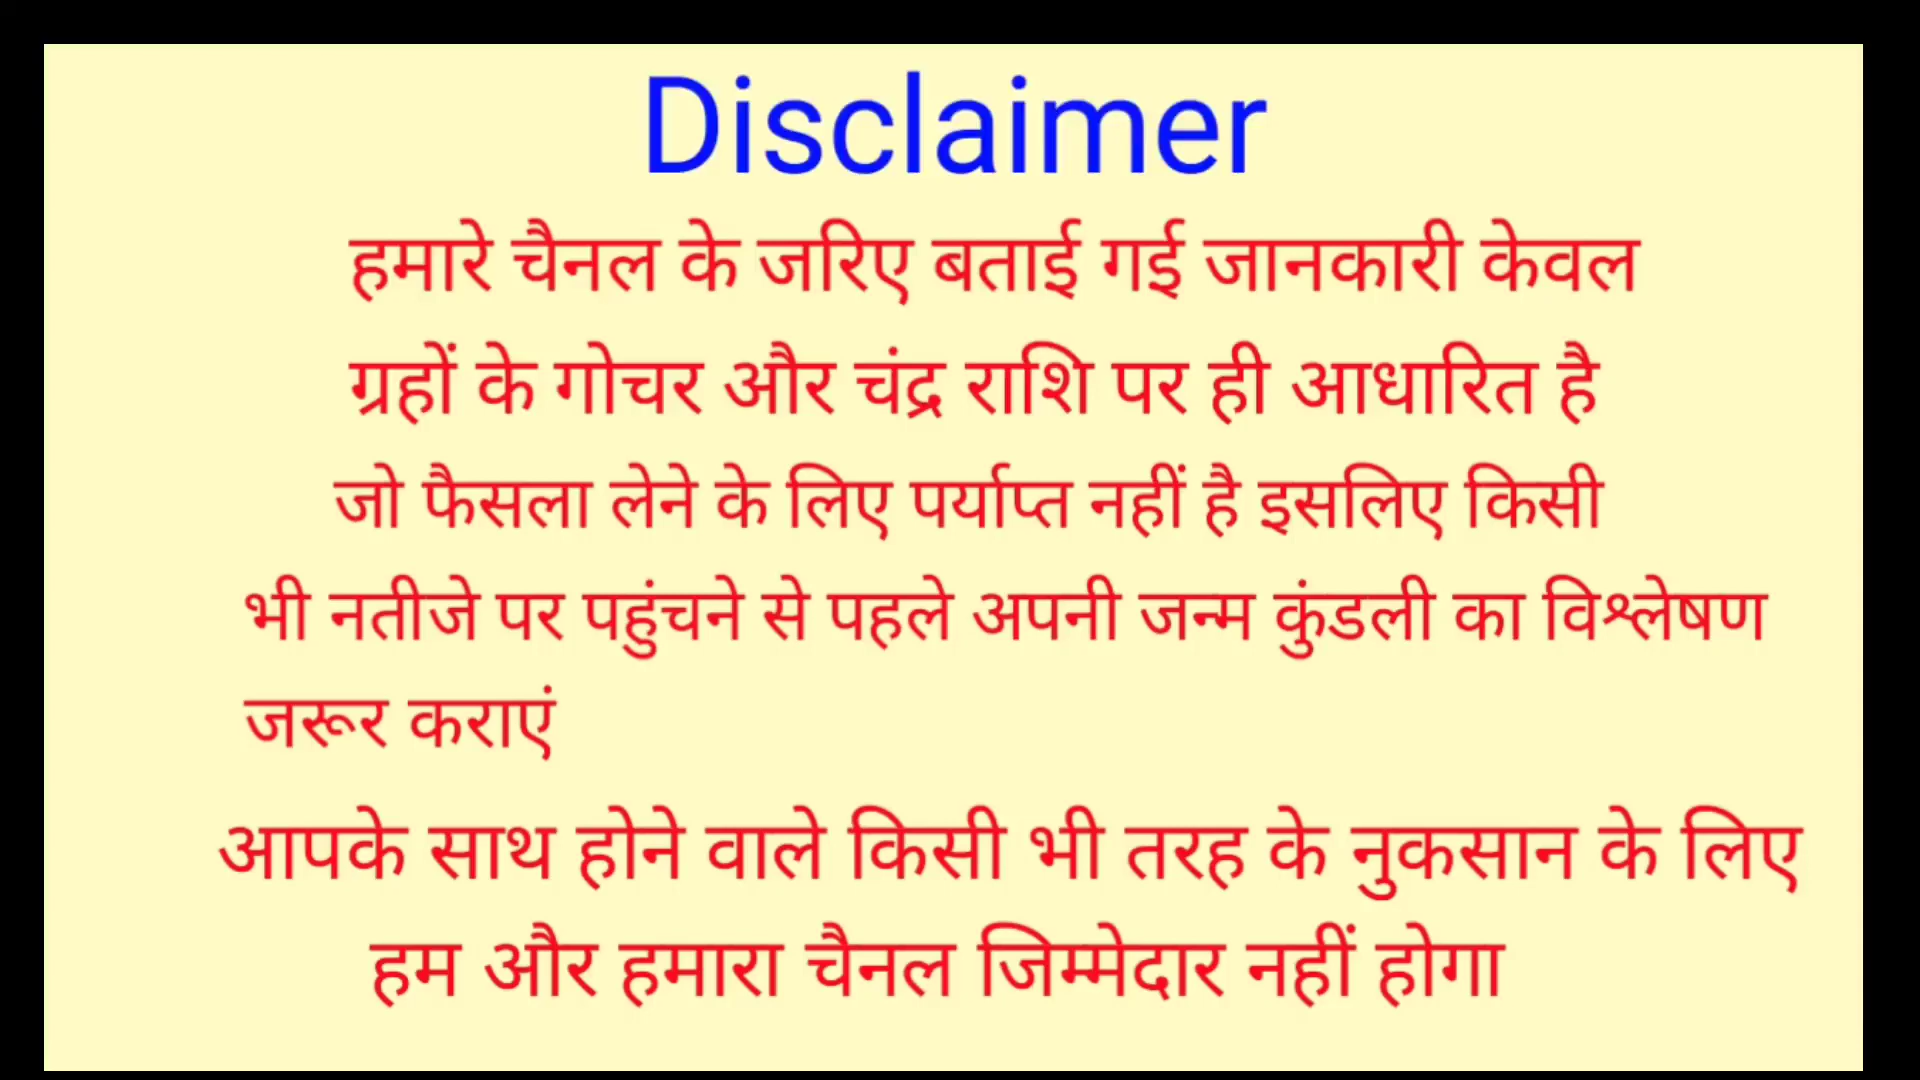 Disclaimer
हमारे चैनल के जरिए बताई गई जानकारी केवल
ग्रहों के गोचर और चंद्र राशि पर ही आधारित है
जो फैसला लेने के लिए पर्याप्त नहीं है इसलिए किसी
भी नतीजे पर पहुंचने से पहले अपनी जन्म कुंडली का विश्लेषण
जरूर कराएं
आपके साथ होने वाले किसी भी तरह के नुकसान के लिए
हम और हमारा चैनल जिम्मेदार नहीं होगा